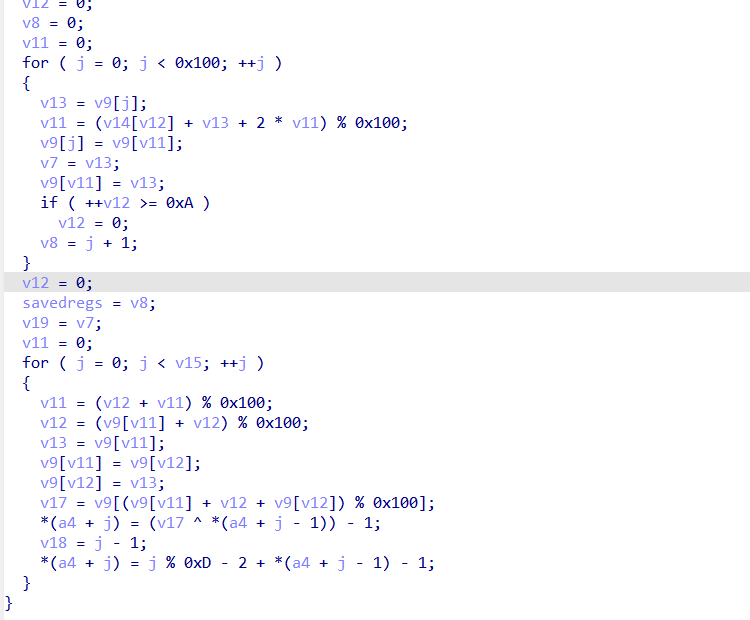 v12 = 0;
v8 = 0;
v11 = 0;
for ( j = 0; j < 0x100; ++j )
{
v13 = v9[j];
v11 = (v14[v12] + v13 + 2 * v11) % 0x100;
v9[j] = v9[v11];
v7 = v13;
v9[v11] = v13;
if ( ++v12 >= 0xA )
v12 = 0;
v8 = j + 1;
}
v12 = 0;
savedregs = v8;
v19 = v7;
v11 = 0;
for ( j = 0; j < v15; ++j )
{
v11 = (v12 + v11) % 0x100;
v12 = (v9[v11] + v12) % 0x100;
v13 = v9[v11];
v9[v11] = v9[v12];
v9[v12] = v13;
v17 = v9[(v9[v11] + v12 + v9[v12]) % 0x100];
*(a4 + j) = (v17 ^ *(a4 + j - 1)) - 1;
v18 = j - 1;
*(a4 + j) = j % 0xD - 2 + *(a4 + j - 1) - 1;
}
}